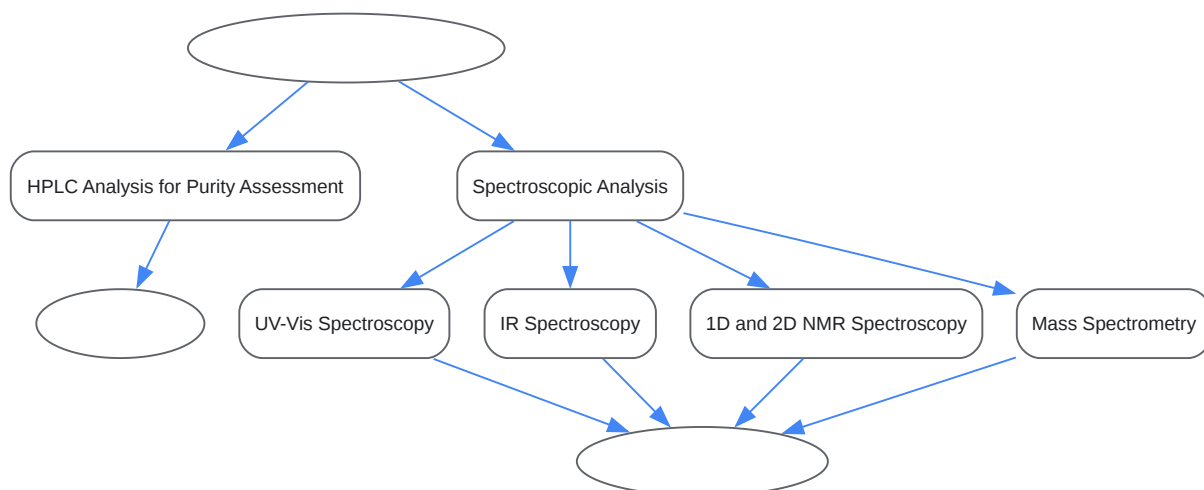 HPLC Analysis for Purity Assessment
Spectroscopic Analysis
UV-Vis Spectroscopy
IR Spectroscopy
1D and 2D NMR Spectroscopy
Mass Spectrometry